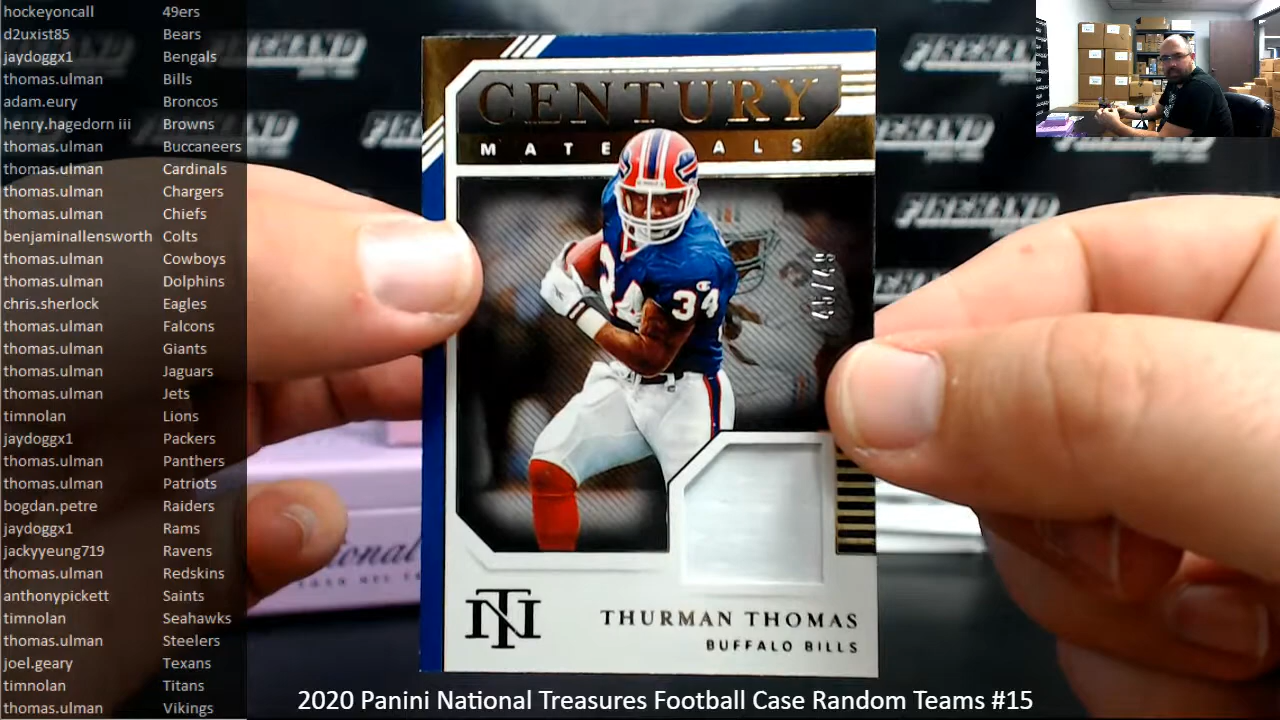 hockeyoncall 49ers
d2uxist85 Bears
jaydoggx1 Bengals
thomas.ulman Bills
adam.eury Broncos
henry.hagedorn iii Browns
thomas.ulman Buccaneers
thomas.ulman Cardinals
thomas.ulman Chargers
thomas.ulman Chiefs
benjaminallensworth Colts
thomas.ulman Cowboys
thomas.ulman Dolphins
chris.sherlock Eagles
thomas.ulman Falcons
thomas.ulman Giants
thomas.ulman Jaguars
thomas.ulman Jets
timnolan Lions
jaydoggx1 Packers
thomas.ulman Panthers
thomas.ulman Patriots
bogdan.petre Raiders
jaydoggx1 Rams
jackyyeung719 Ravens
thomas.ulman Redskins
anthonypickett Saints
timnolan Seahawks
thomas.ulman Steelers
joel.geary Texans
timnolan Titans
thomas.ulman Vikings
FIREHAND
FIREHAND
FIREHAND
CENTURY
MATERIALS
34
NT
THURMAN THOMAS
BUFFALO BILLS
2020 Panini National Treasures Football Case Random Teams #15